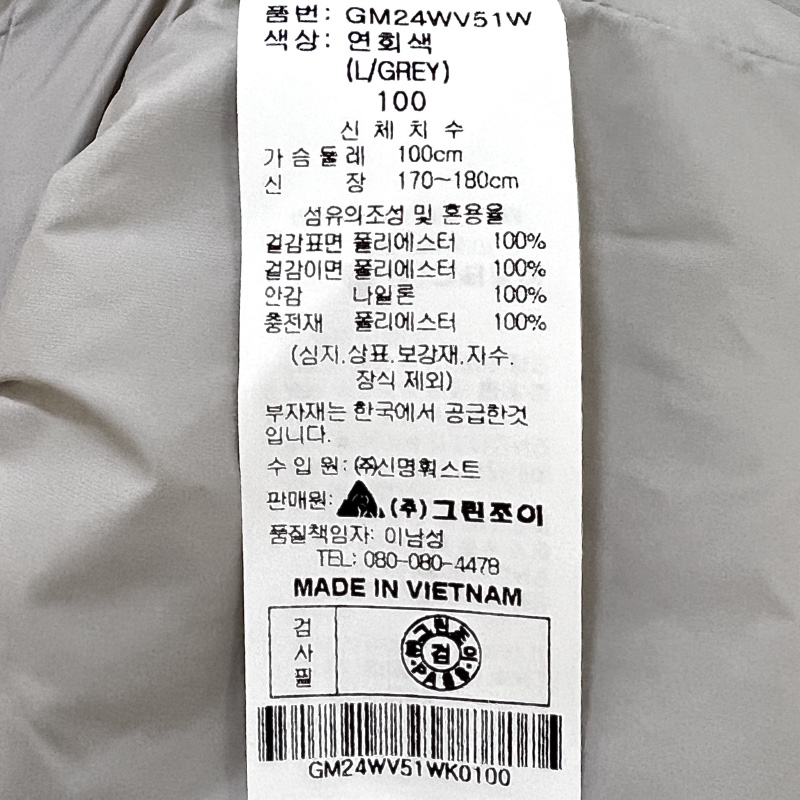 품번: GM24WV51W
색상: 연회색
(L/GREY)
100
신 체 치 수
가 슴 둘 레 100cm
신 장 170~180cm
섬유의조성 및 혼용율
겉감표면 폴리에스터 100%
겉감이면 폴리에스터 100%
안감 나일론 100%
충전재 폴리에스터 100%
(심지.상표.보강재.자수.
장식 제외)
부자재는 한국에서 공급한것
입니다.
수 입 원: ㈜신명훠스트
판매원: (주)그린조이
품질책임자: 이남성
TEL: 080-080-4478
MADE IN VIETNAM
검
사
필
그린조이
검
PASS
GM24WV51WK0100